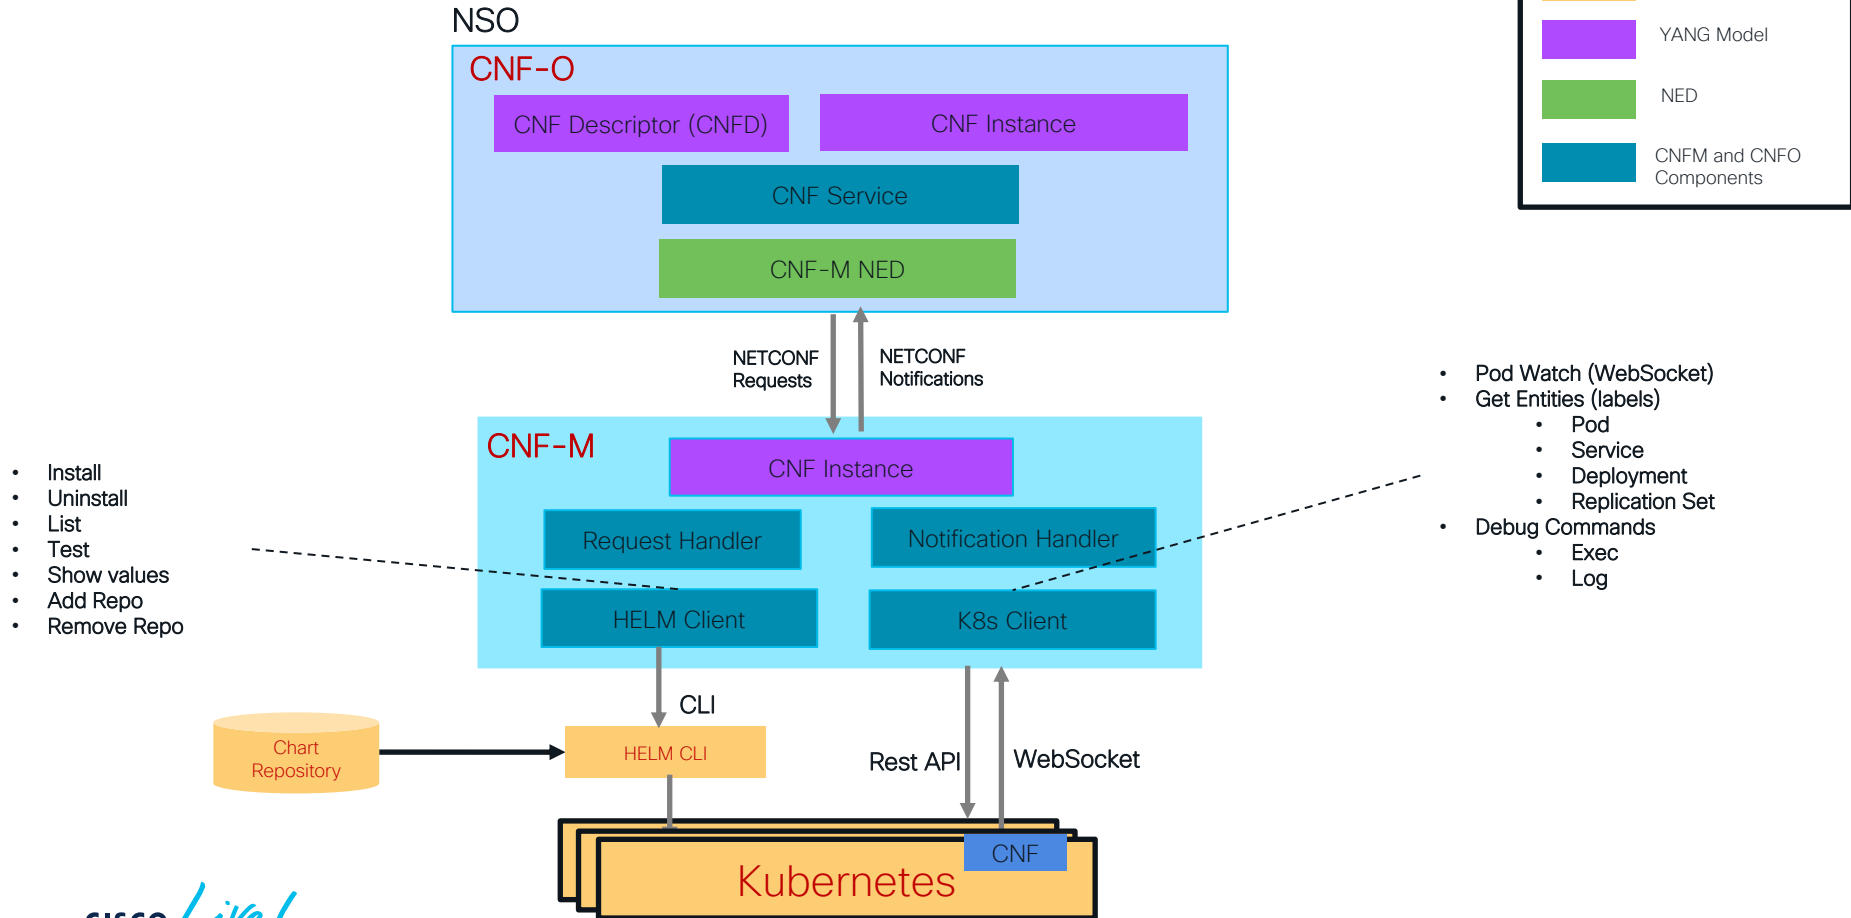 NSO
CNF-O
CNF Descriptor (CNFD)
CNF Instance
CNF Service
CNF-M NED
YANG Model
NED
CNFM and CNFO
Components
NETCONF
Requests
NETCONF
Notifications
CNF-M
CNF Instance
Request Handler
Notification Handler
HELM Client
K8s Client
• Install
• Uninstall
• List
• Test
• Show values
• Add Repo
• Remove Repo
• Pod Watch (WebSocket)
• Get Entities (labels)
• Pod
• Service
• Deployment
• Replication Set
• Debug Commands
• Exec
• Log
CLI
Chart
Repository
HELM CLI
Rest API
WebSocket
CNF
Kubernetes
cisco Live!